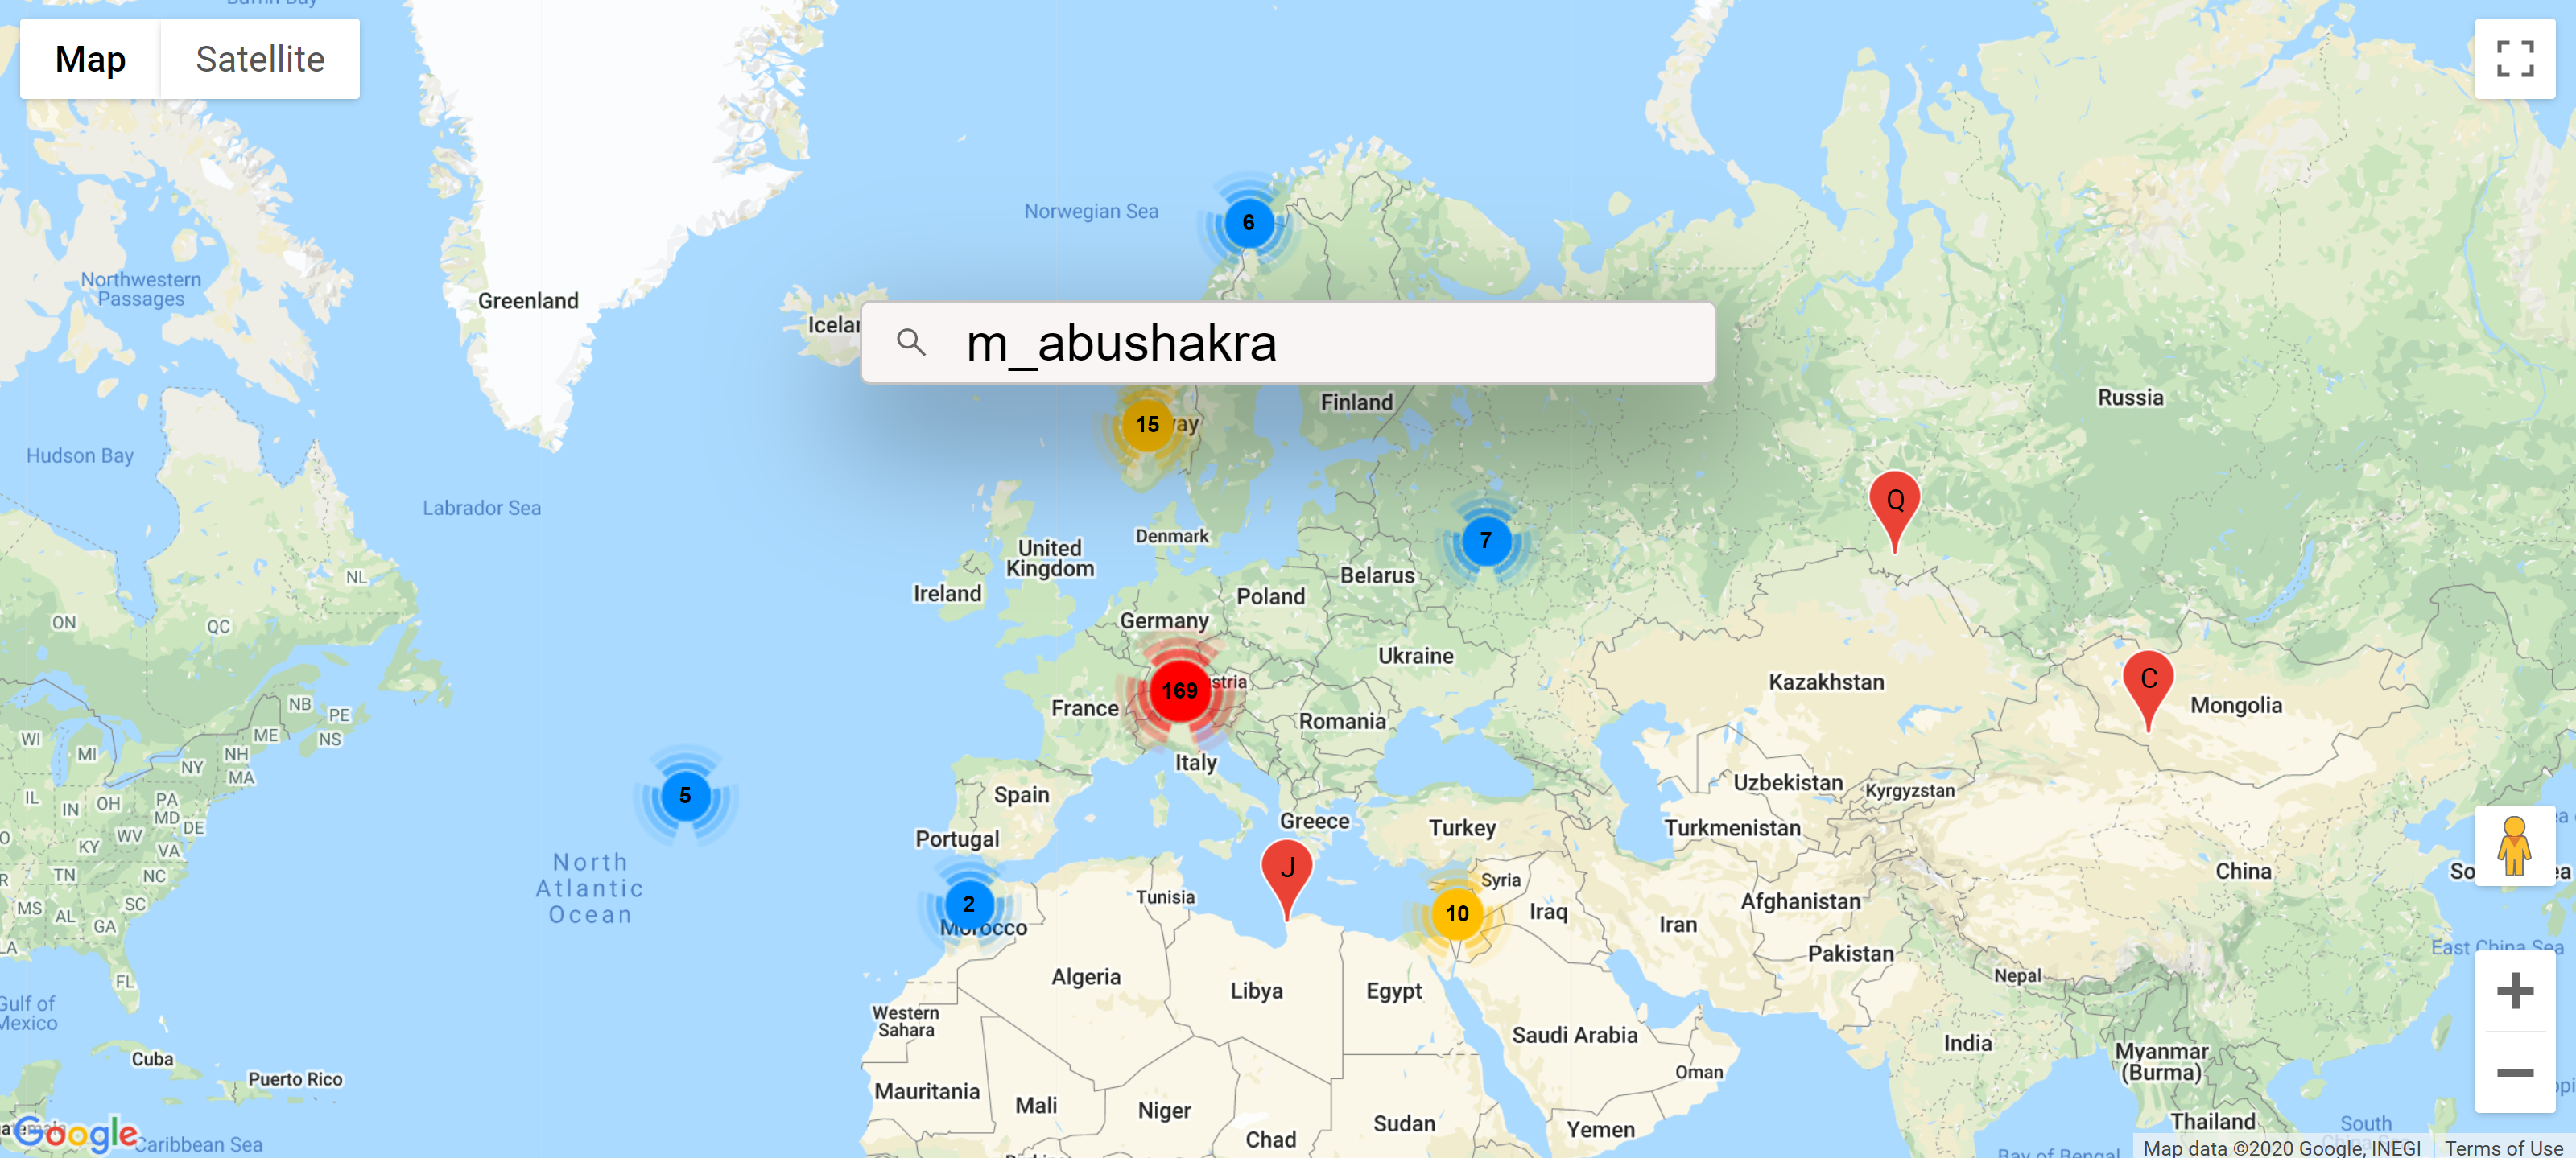 Map
Satellite
Norwegian Sea
6
Northwestern
Passages
Greenland
m_abushakra
Finland
Russia
15
Hudson Bay
Labrador Sea
Q
Denmark
7
United
Kingdom
Ireland
Belarus
Poland
NL
ON
QC
Germany
Ukraine
169
France
Kazakhstan
C
Mongolia
Romania
NB
PE
ME
NS
WI
MI
NH
NY
MA
Italy
Uzbekistan
Kyrgyzstan
5
Spain
IL
IN
OH
PA
MD
DE
WV
KY
VA
Greece
Turkey
Turkmenistan
Portugal
North
Atlantic
Ocean
TN
NC
J
Syria
China
Tunisia
Afghanistan
2
Morocco
10
Iraq
Iran
MS
AL
SC
GA
East China Sea
Pakistan
Nepal
FL
Algeria
Libya
Egypt
Gulf of
Mexico
Western
Sahara
Saudi Arabia
India
Myanmar
(Burma)
Cuba
Puerto Rico
Oman
Mauritania
Mali
Niger
Chad
Sudan
Yemen
Thailand
South
Google
Caribbean Sea
Bay of Bengal
Map data ©2020 Google, INEGI
Terms of Use